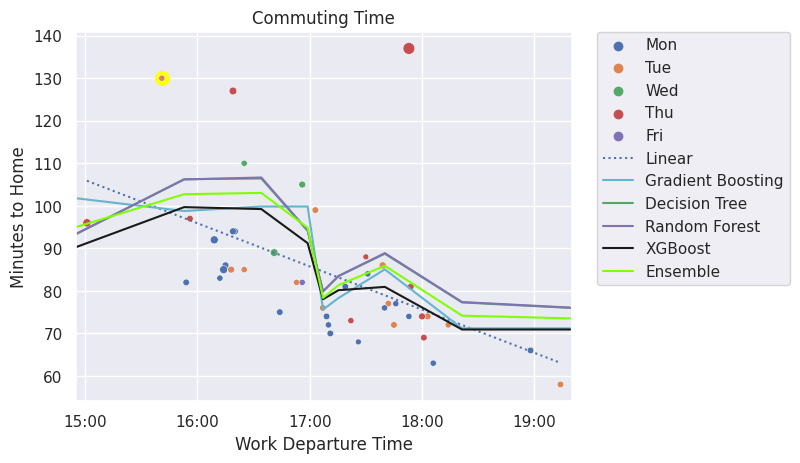 Commuting Time
140
130
120
110
100
90
80
70
60
Minutes to Home
15:00 16:00 17:00 18:00 19:00
Work Departure Time
Mon
Tue
Wed
Thu
Fri
Linear
Gradient Boosting
Decision Tree
Random Forest
XGBoost
Ensemble